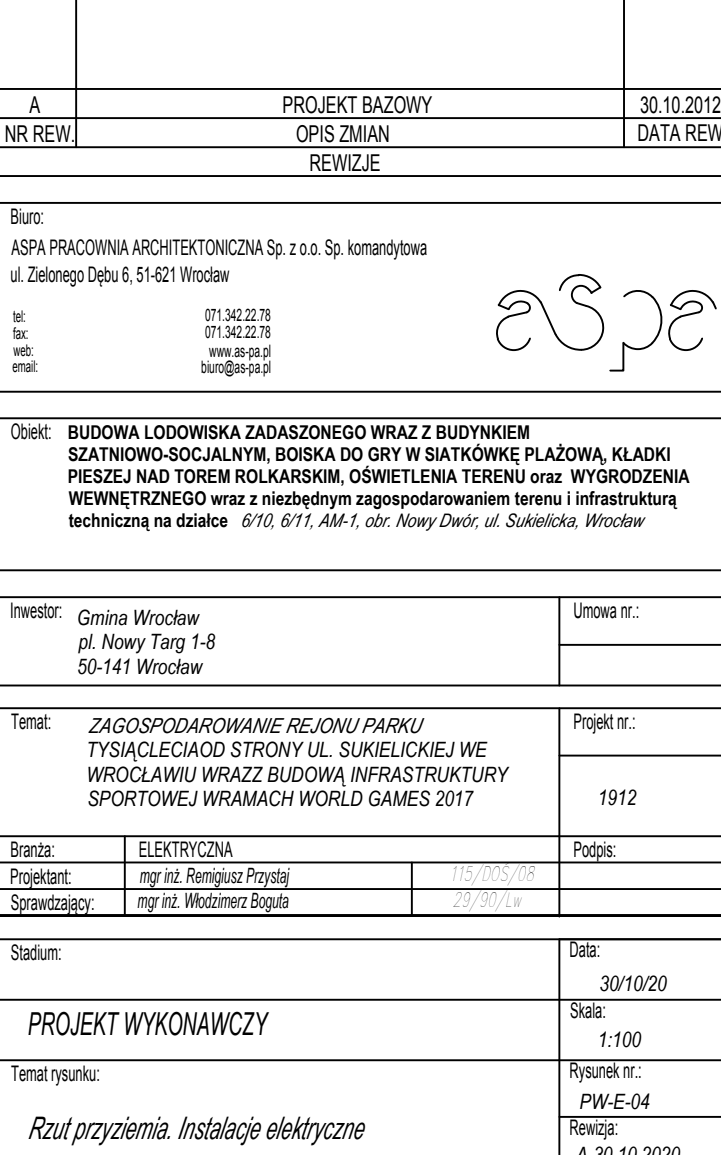 A PROJEKT BAZOWY 30.10.2012
NR REW. OPIS ZMIAN DATA REW
REWIZJE
Biuro:
ASPA PRACOWNIA ARCHITEKTONICZNA Sp. z o.o. Sp. komandytowa
ul. Zielonego Dębu 6, 51-621 Wrocław
tel: 071.342.22.78
fax: 071.342.22.78
web: www.as-pa.pl
email: biuro@as-pa.pl
aspa
Obiekt: BUDOWA LODOWISKA ZADASZONEGO WRAZ Z BUDYNKIEM
SZATNIOWO-SOCJALNYM, BOISKA DO GRY W SIATKÓWKĘ PLAŻOWĄ, KŁADKI
PIESZEJ NAD TOREM ROLKARSKIM, OŚWIETLENIA TERENU oraz WYGRODZENIA
WEWNĘTRZNEGO wraz z niezbędnym zagospodarowaniem terenu i infrastrukturą
techniczną na działce 6/10, 6/11, AM-1, obr. Nowy Dwór, ul. Sukielicka, Wrocław
Inwestor: Gmina Wrocław Umowa nr.:
pl. Nowy Targ 1-8
50-141 Wrocław
Temat: ZAGOSPODAROWANIE REJONU PARKU Projekt nr.:
TYSIĄCLECIAOD STRONY UL. SUKIELICKIEJ WE
WROCŁAWIU WRAZZ BUDOWĄ INFRASTRUKTURY
SPORTOWEJ WRAMACH WORLD GAMES 2017 1912
Branża: ELEKTRYCZNA Podpis:
Projektant: mgr inż. Remigiusz Przystaj 115/DOŚ/08
Sprawdzający: mgr inż. Włodzimerz Boguta 29/90/Lw
Stadium: Data:
30/10/20
PROJEKT WYKONAWCZY Skala:
1:100
Temat rysunku: Rysunek nr.:
PW-E-04
Rzut przyziemia. Instalacje elektryczne Rewizja:
A 30.10.2020